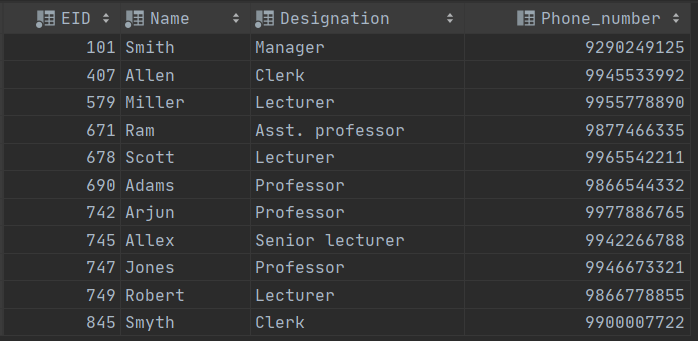 EID Name Designation Phone_number
101 Smith Manager 9290249125
407 Allen Clerk 9945533992
579 Miller Lecturer 9955778890
671 Ram Asst. professor 9877466335
678 Scott Lecturer 9965542211
690 Adams Professor 9866544332
742 Arjun Professor 9977886765
745 Allex Senior lecturer 9942266788
747 Jones Professor 9946673321
749 Robert Lecturer 9866778855
845 Smyth Clerk 9900007722